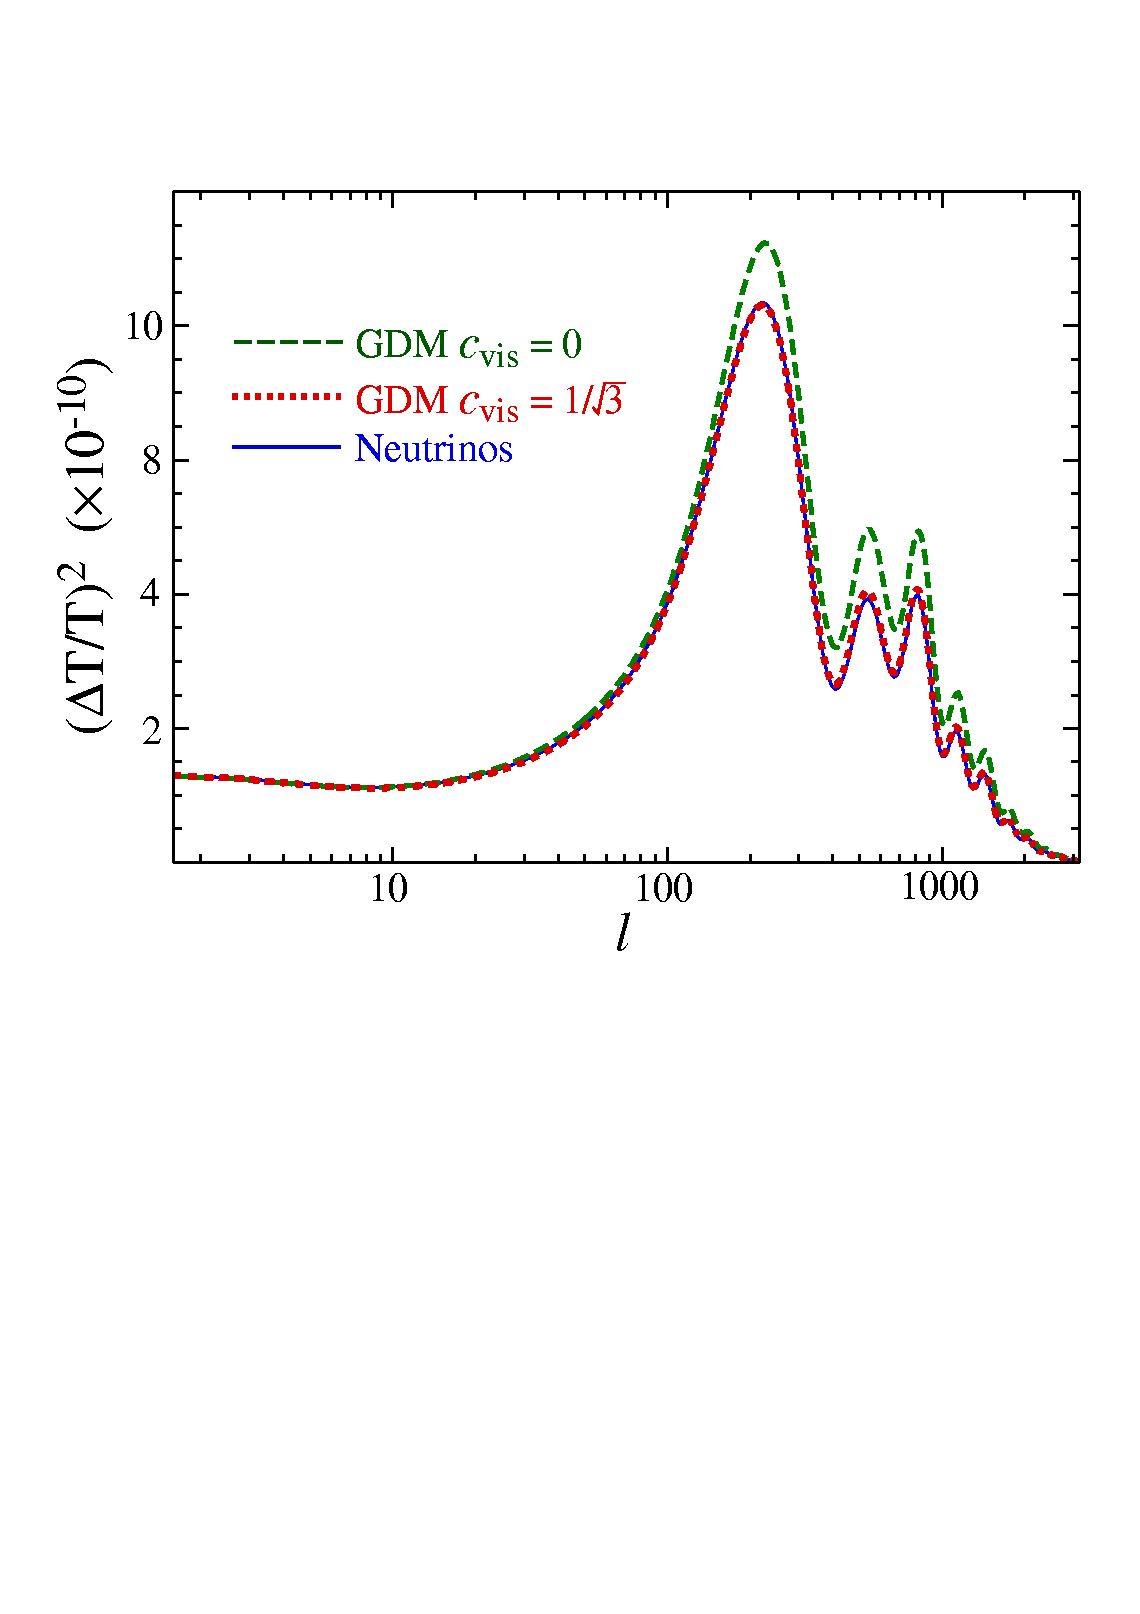 (ΔT/T)² (×10⁻¹⁰)
10
8
4
2
GDM c_vis = 0
GDM c_vis = 1/√3
Neutrinos
10
100
1000
l